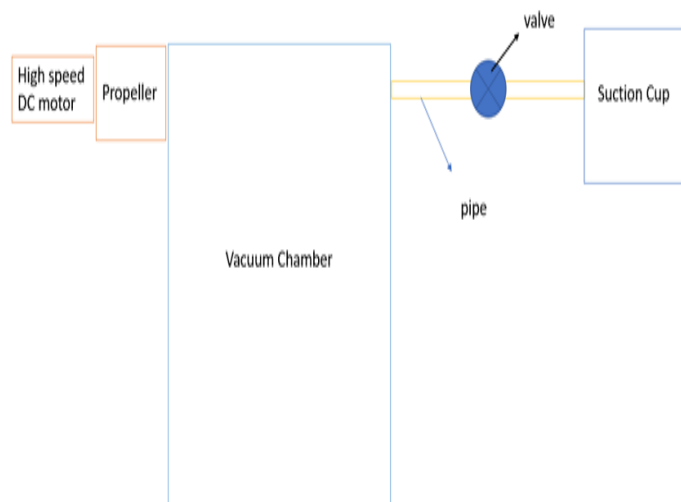 valve
High speed
DC motor
Propeller
Suction Cup
pipe
Vacuum Chamber